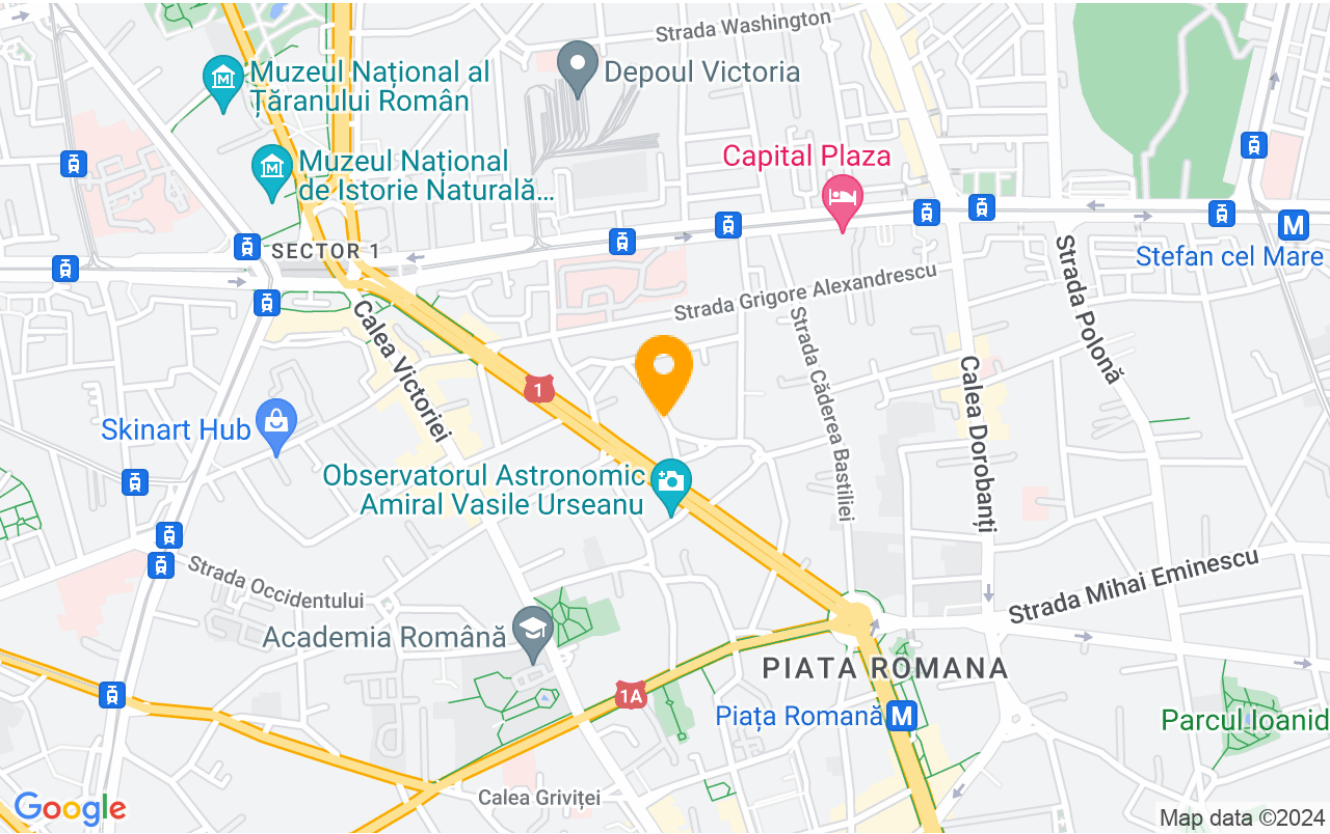 Strada Washington
Muzeul Național al
Țăranului Român
Depoul Victoria
Muzeul Național
de Istorie Naturală...
Capital Plaza
SECTOR 1
M
Stefan cel Mare
Strada Grigore Alexandrescu
Strada Polonă
Calea Victoriei
Strada Căderea Bastiliei
Calea Dorobanți
1
Skinart Hub
Observatorul Astronomic
Amiral Vasile Urseanu
Strada Occidentului
Strada Mihai Eminescu
Academia Română
PIATA ROMANA
1A
Piața Romană M
Parcul Ioanid
Calea Griviței
Google
Map data ©2024